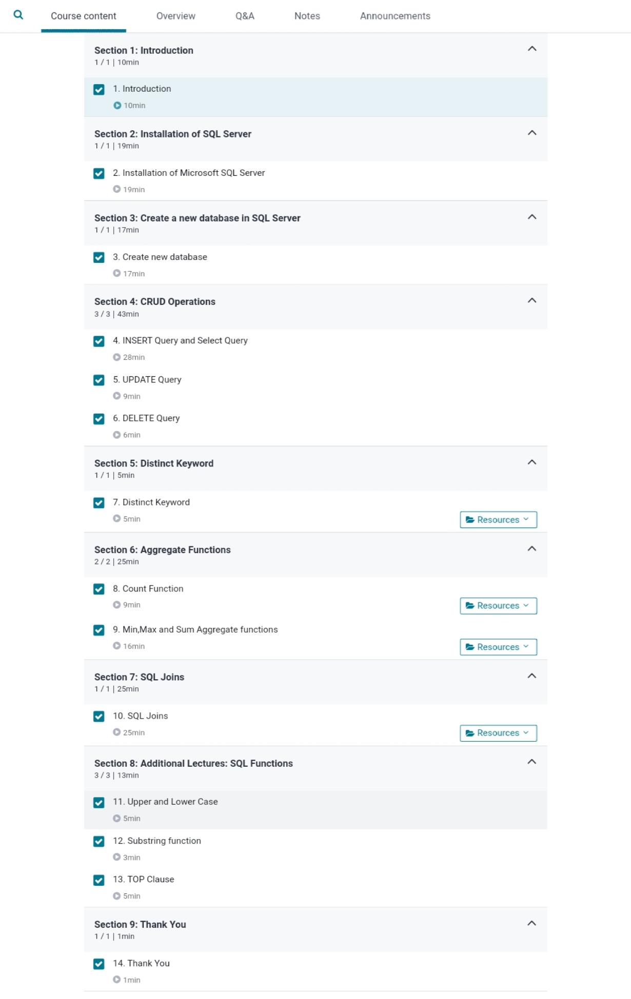 Course content Overview Q&A Notes Announcements
Section 1: Introduction
1 / 1 | 10min
1. Introduction
10min
Section 2: Installation of SQL Server
1 / 1 | 19min
2. Installation of Microsoft SQL Server
19min
Section 3: Create a new database in SQL Server
1 / 1 | 17min
3. Create new database
17min
Section 4: CRUD Operations
3 / 3 | 43min
4. INSERT Query and Select Query
28min
5. UPDATE Query
9min
6. DELETE Query
6min
Section 5: Distinct Keyword
1 / 1 | 5min
7. Distinct Keyword
5min Resources
Section 6: Aggregate Functions
2 / 2 | 25min
8. Count Function
9min Resources
9. Min,Max and Sum Aggregate functions
16min Resources
Section 7: SQL Joins
1 / 1 | 25min
10. SQL Joins
25min Resources
Section 8: Additional Lectures: SQL Functions
3 / 3 | 13min
11. Upper and Lower Case
5min
12. Substring function
3min
13. TOP Clause
5min
Section 9: Thank You
1 / 1 | 1min
14. Thank You
1min